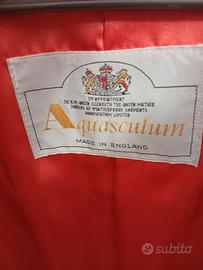 BY APPOINTMENT
TO H.M. QUEEN ELIZABETH THE QUEEN MOTHER
MAKERS OF WEATHERPROOF GARMENTS
AQUASCUTUM LIMITED
Aquascutum
MADE IN ENGLAND
subito